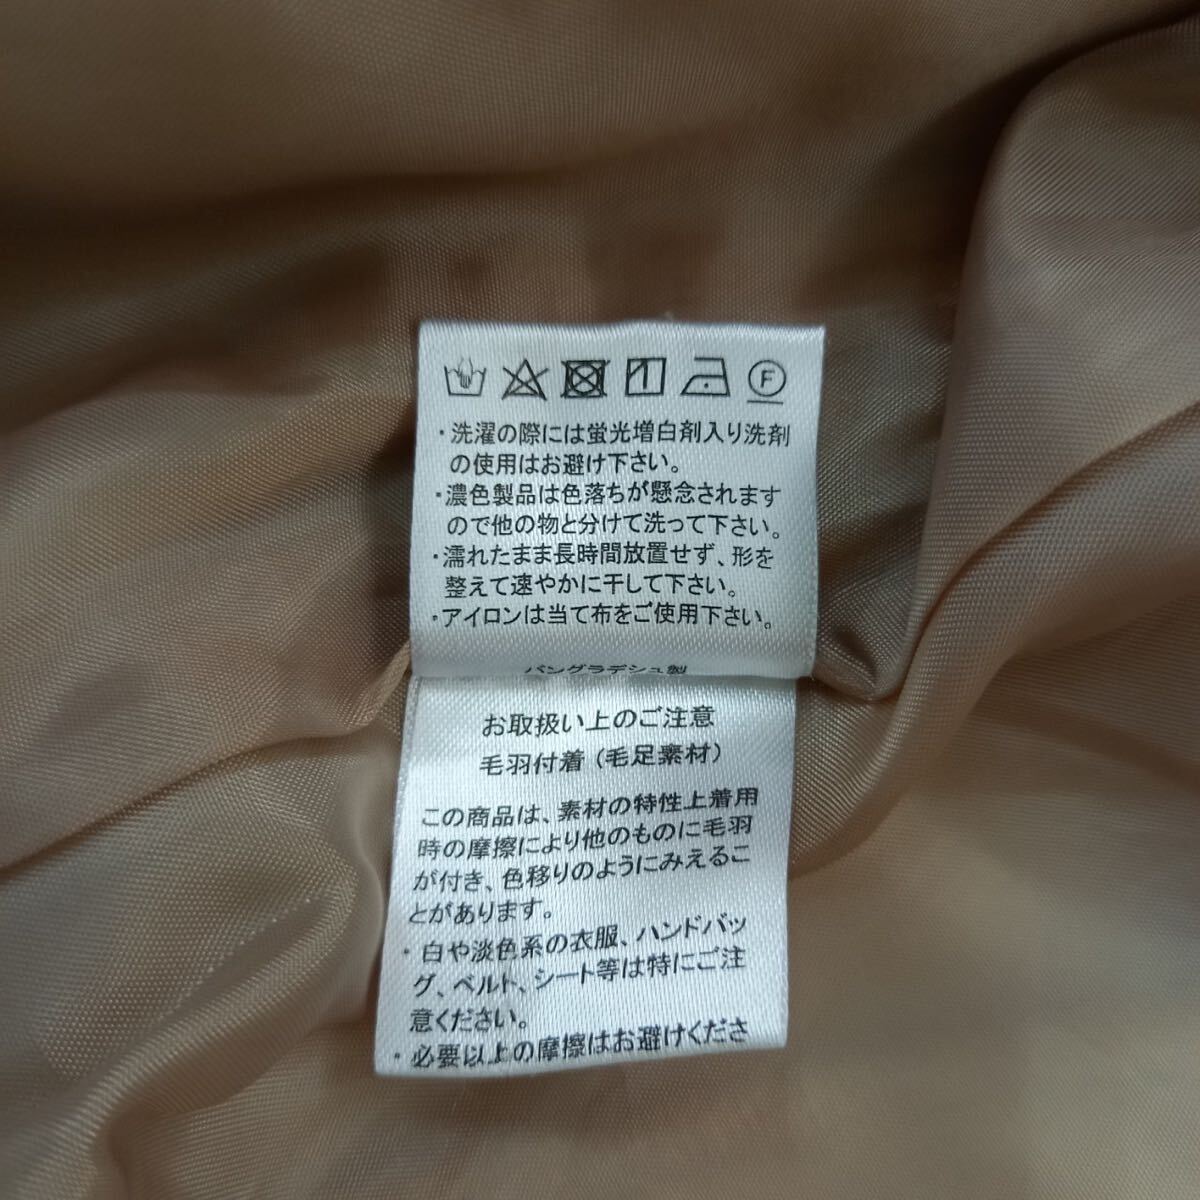 F
・洗濯の際には蛍光増白剤入り洗剤
の使用はお避け下さい。
・濃色製品は色落ちが懸念されます
ので他の物と分けて洗って下さい。
・濡れたまま長時間放置せず、形を
整えて速やかに干して下さい。
・アイロンは当て布をご使用下さい。
バングラデシュ製
お取扱い上のご注意
毛羽付着（毛足素材）
この商品は、素材の特性上着用
時の摩擦により他のものに毛羽
が付き、色移りのようにみえるこ
とがあります。
・白や淡色系の衣服、ハンドバッ
グ、ベルト、シート等は特にご注
意ください。
・必要以上の摩擦はお避けくださ